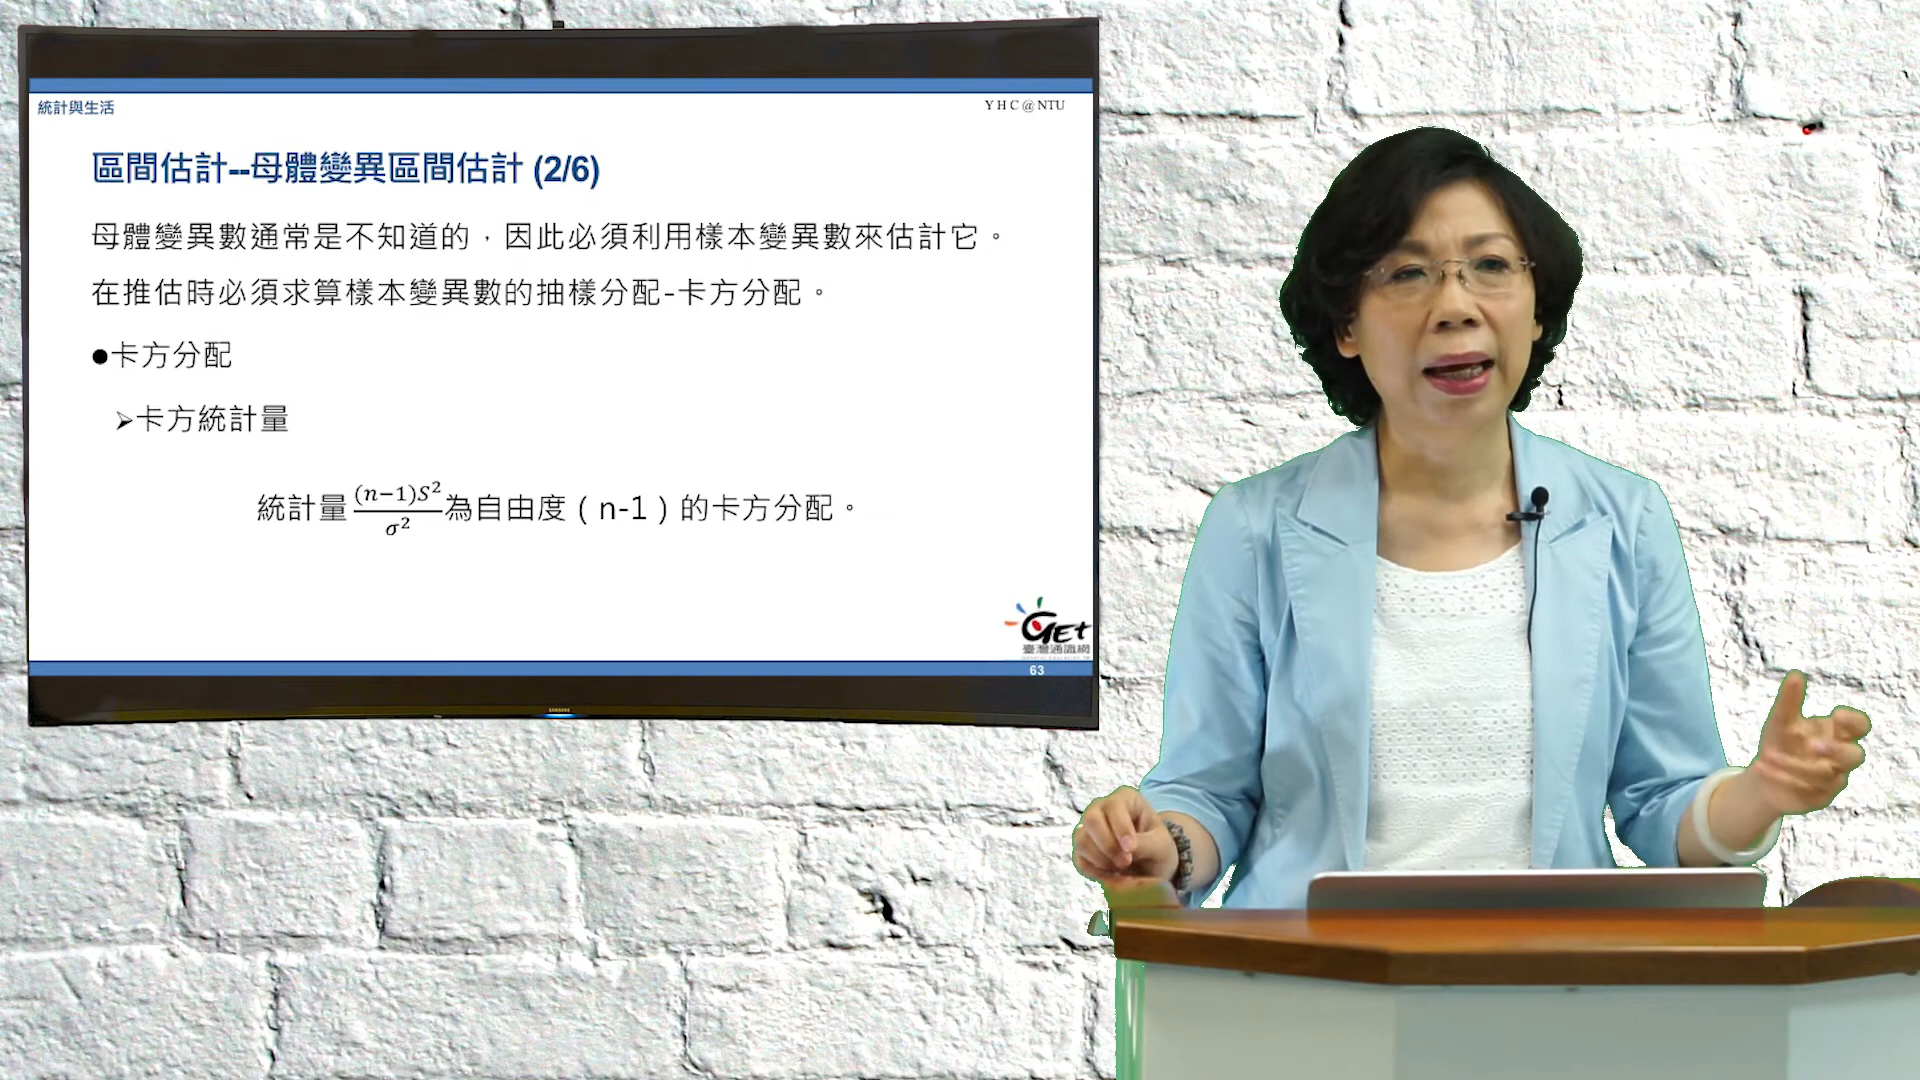 統計與生活
YHC@NTU
區間估計--母體變異區間估計 (2/6)
母體變異數通常是不知道的，因此必須利用樣本變異數來估計它。
在推估時必須求算樣本變異數的抽樣分配-卡方分配。
●卡方分配
➢卡方統計量
統計量 (n−1)S²/σ² 為自由度（n-1）的卡方分配。
GEt
臺灣通識網
63
SAMSUNG